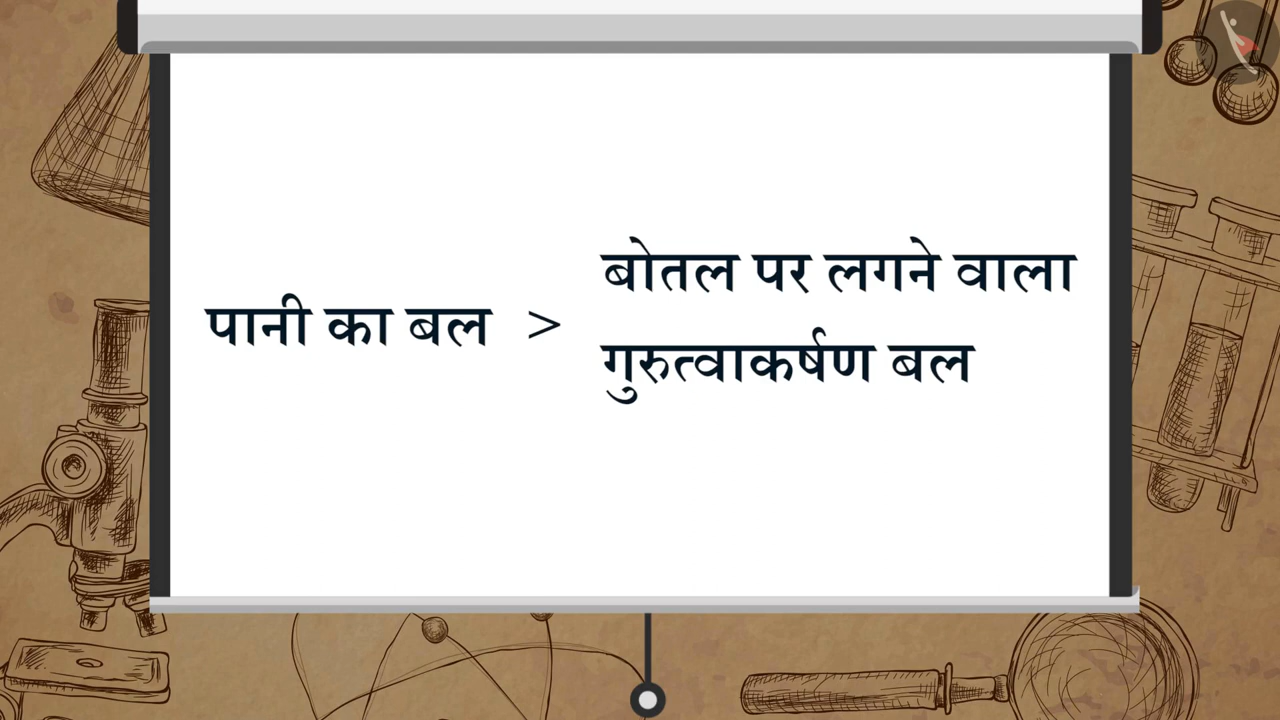 पानी का बल >
बोतल पर लगने वाला
गुरुत्वाकर्षण बल